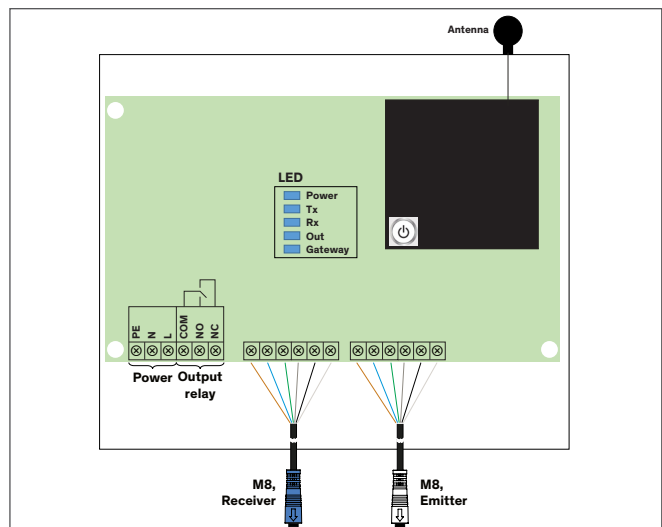 Antenna
LED
Power
Tx
Rx
Out
Gateway
PE
N
L
COM
NO
NC
Power
Output
relay
M8,
Receiver
M8,
Emitter